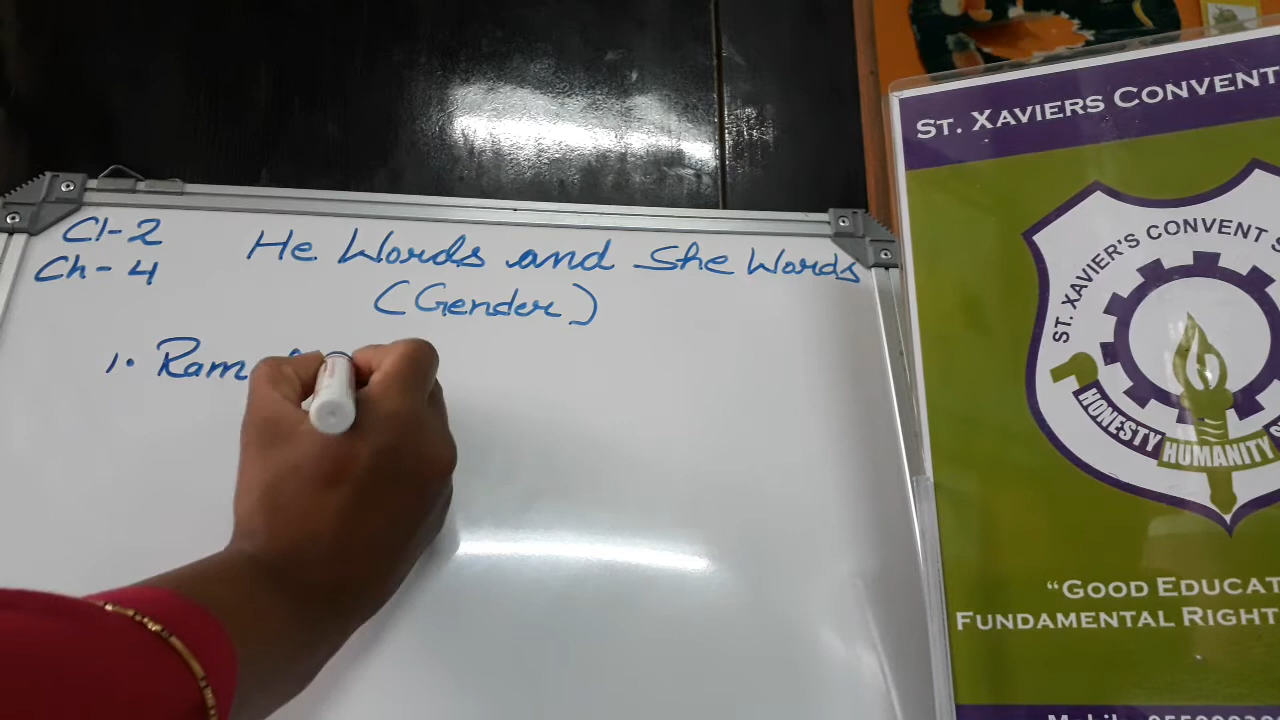 Cl-2
Ch-4
He Words and She Words
(Gender)
1. Ram
ST. XAVIERS CONVENT
ST. XAVIER'S CONVENT
HONESTY
HUMANITY
"GOOD EDUCAT
FUNDAMENTAL RIGHT